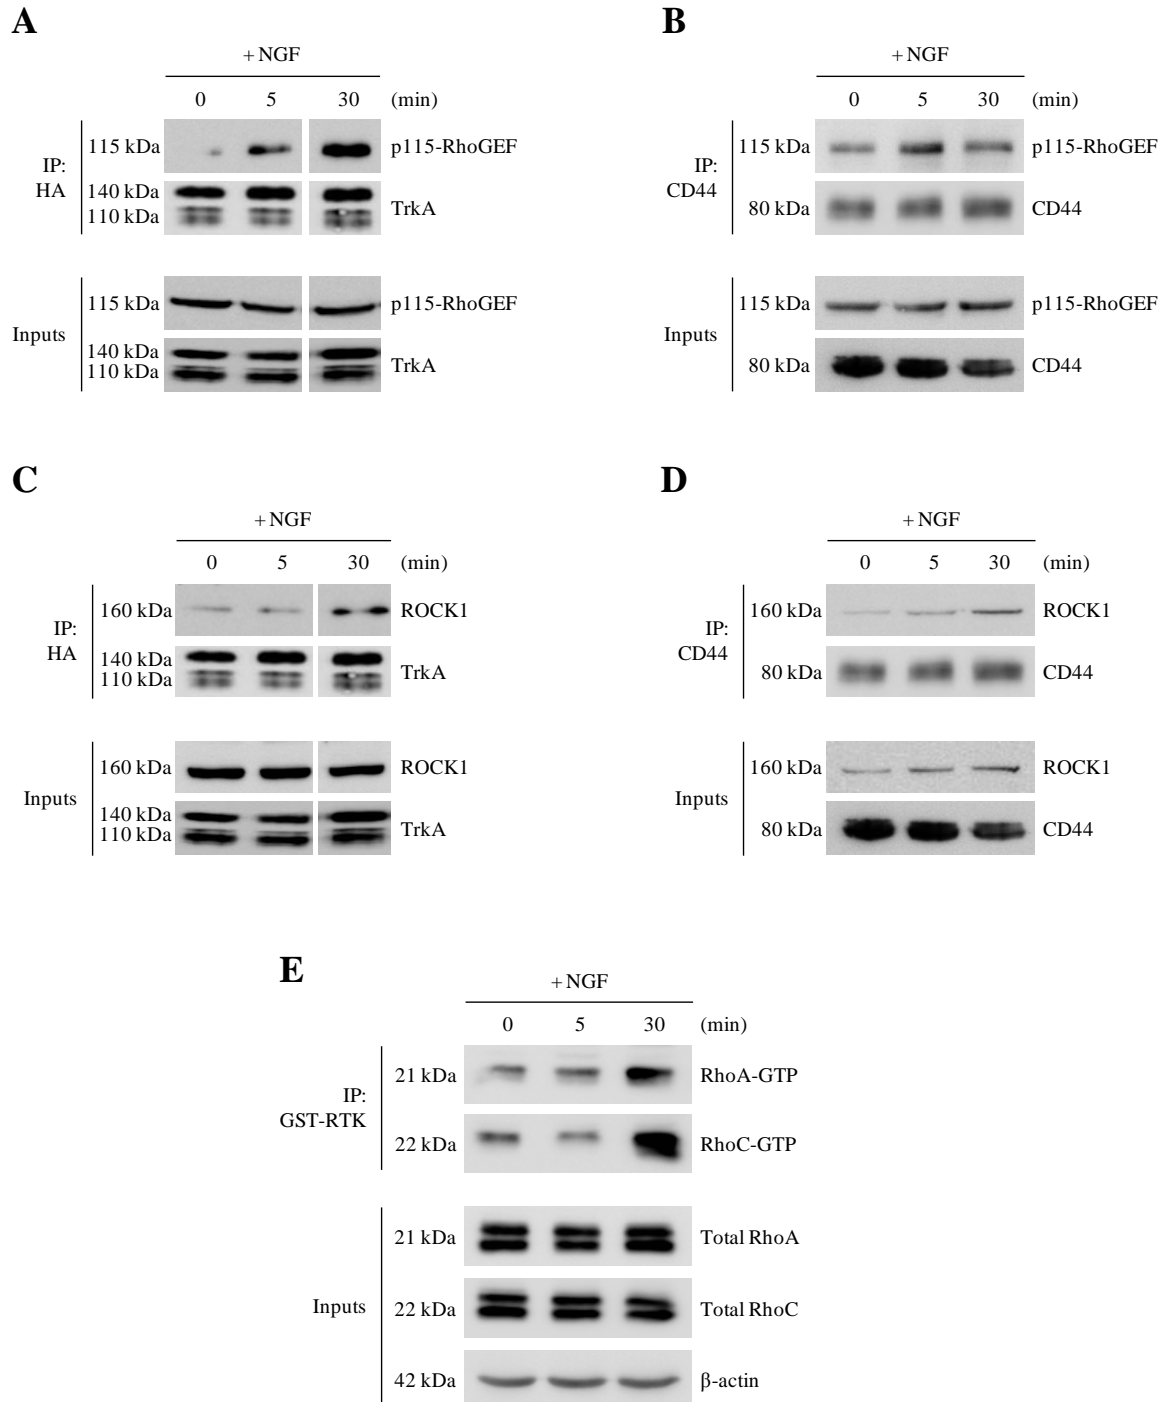 A
+ NGF
0 5 30 (min)
IP:
HA
115 kDa p115-RhoGEF
140 kDa
110 kDa TrkA
Inputs
115 kDa p115-RhoGEF
140 kDa
110 kDa TrkA
B
+ NGF
0 5 30 (min)
IP:
CD44
115 kDa p115-RhoGEF
80 kDa CD44
Inputs
115 kDa p115-RhoGEF
80 kDa CD44
C
+ NGF
0 5 30 (min)
IP:
HA
160 kDa ROCK1
140 kDa
110 kDa TrkA
Inputs
160 kDa ROCK1
140 kDa
110 kDa TrkA
D
+ NGF
0 5 30 (min)
IP:
CD44
160 kDa ROCK1
80 kDa CD44
Inputs
160 kDa ROCK1
80 kDa CD44
E
+ NGF
0 5 30 (min)
IP:
GST-RTK
21 kDa RhoA-GTP
22 kDa RhoC-GTP
Inputs
21 kDa Total RhoA
22 kDa Total RhoC
42 kDa β-actin